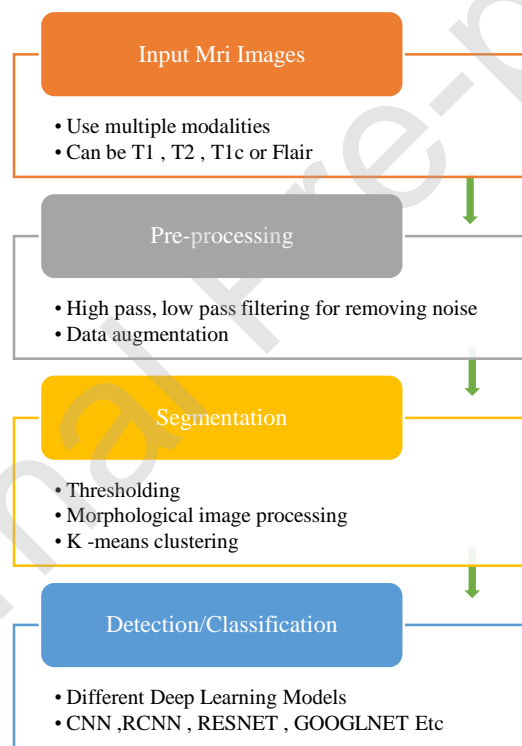 Input Mri Images
• Use multiple modalities
• Can be T1 , T2 , T1c or Flair
Pre-processing
• High pass, low pass filtering for removing noise
• Data augmentation
Segmentation
• Thresholding
• Morphological image processing
• K -means clustering
Detection/Classification
• Different Deep Learning Models
• CNN ,RCNN , RESNET , GOOGLNET Etc